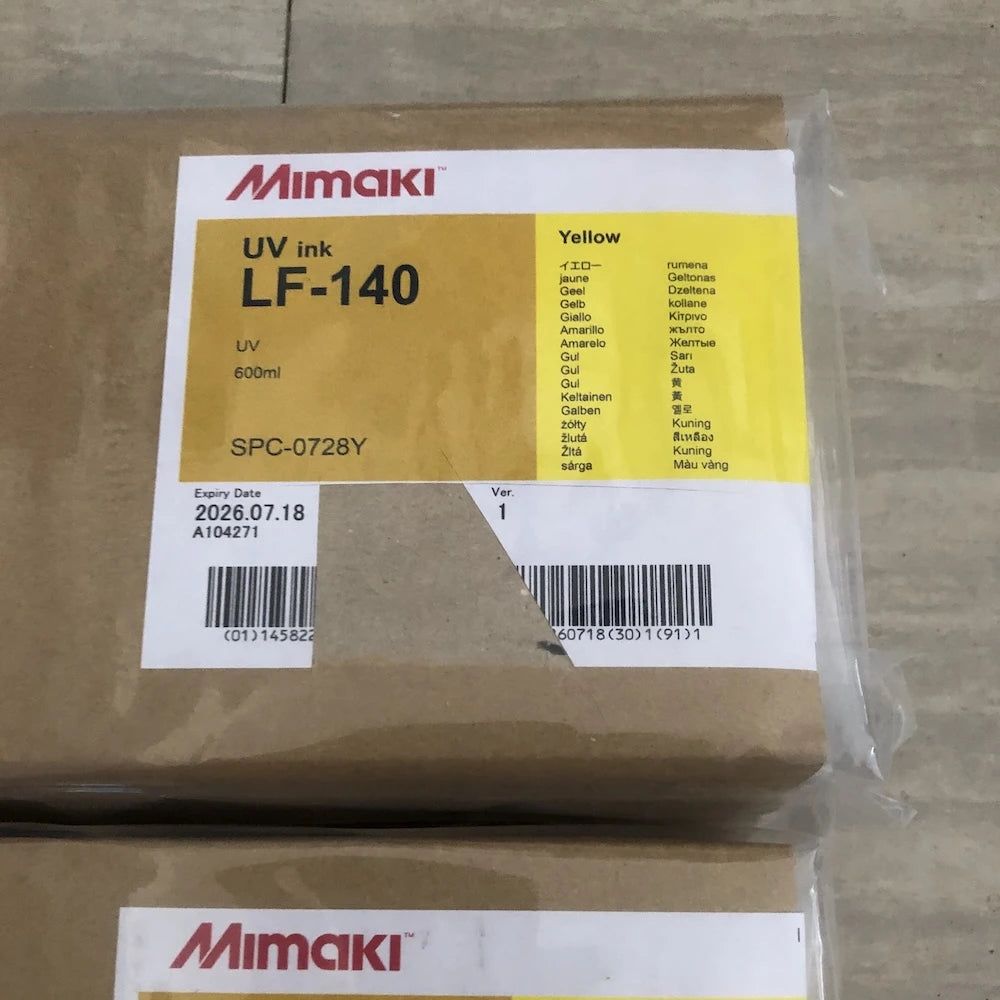 Mimaki™
UV ink
LF-140
UV
600ml
SPC-0728Y
Yellow
イエロー
jaune
Geel
Gelb
Giallo
Amarillo
Amarelo
Gul
Gul
Gul
Keltainen
Galben
żółty
žlutá
Žltá
sárga
rumena
Geltonas
Dzeltena
kollane
Κίτρινο
жълто
Желтые
Sarı
Žuta
黄
黃
옐로
Kuning
สีเหลือง
Kuning
Màu vàng
Expiry Date
2026.07.18
A104271
Ver.
1
(01)145822
60718(30)1(91)1
Mimaki™